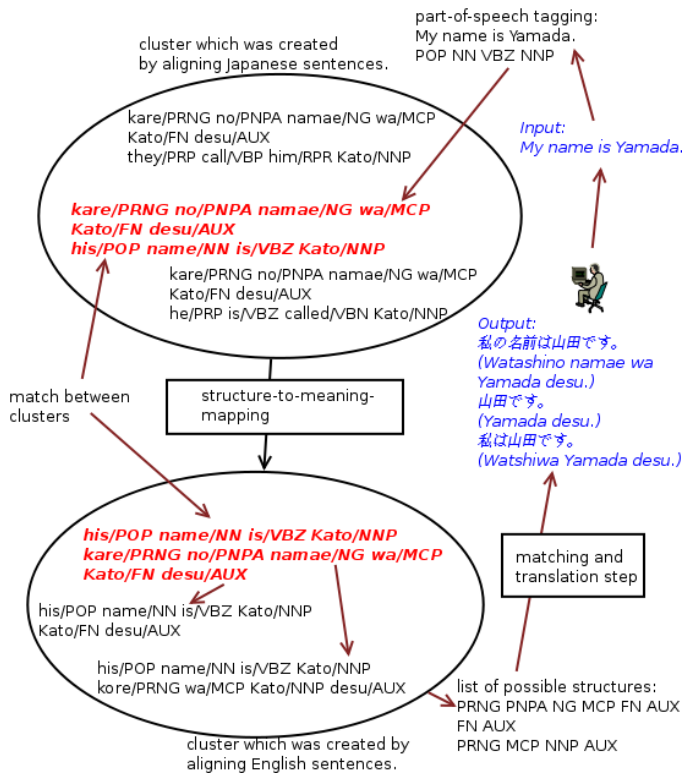 part-of-speech tagging:
My name is Yamada.
POP NN VBZ NNP
cluster which was created
by aligning Japanese sentences.
kare/PRNG no/PNPA namae/NG wa/MCP
Kato/FN desu/AUX
they/PRP call/VBP him/RPR Kato/NNP
Input:
My name is Yamada.
kare/PRNG no/PNPA namae/NG wa/MCP
Kato/FN desu/AUX
his/POP name/NN is/VBZ Kato/NNP
kare/PRNG no/PNPA namae/NG wa/MCP
Kato/FN desu/AUX
he/PRP is/VBZ called/VBN Kato/NNP
Output:
私の名前は山田です。
(Watashino namae wa
Yamada desu.)
山田です。
(Yamada desu.)
私は山田です。
(Watshiwa Yamada desu.)
match between
clusters
structure-to-meaning-
mapping
his/POP name/NN is/VBZ Kato/NNP
kare/PRNG no/PNPA namae/NG wa/MCP
Kato/FN desu/AUX
matching and
translation step
his/POP name/NN is/VBZ Kato/NNP
Kato/FN desu/AUX
his/POP name/NN is/VBZ Kato/NNP
kore/PRNG wa/MCP Kato/NNP desu/AUX
list of possible structures:
PRNG PNPA NG MCP FN AUX
FN AUX
PRNG MCP NNP AUX
cluster which was created by
aligning English sentences.